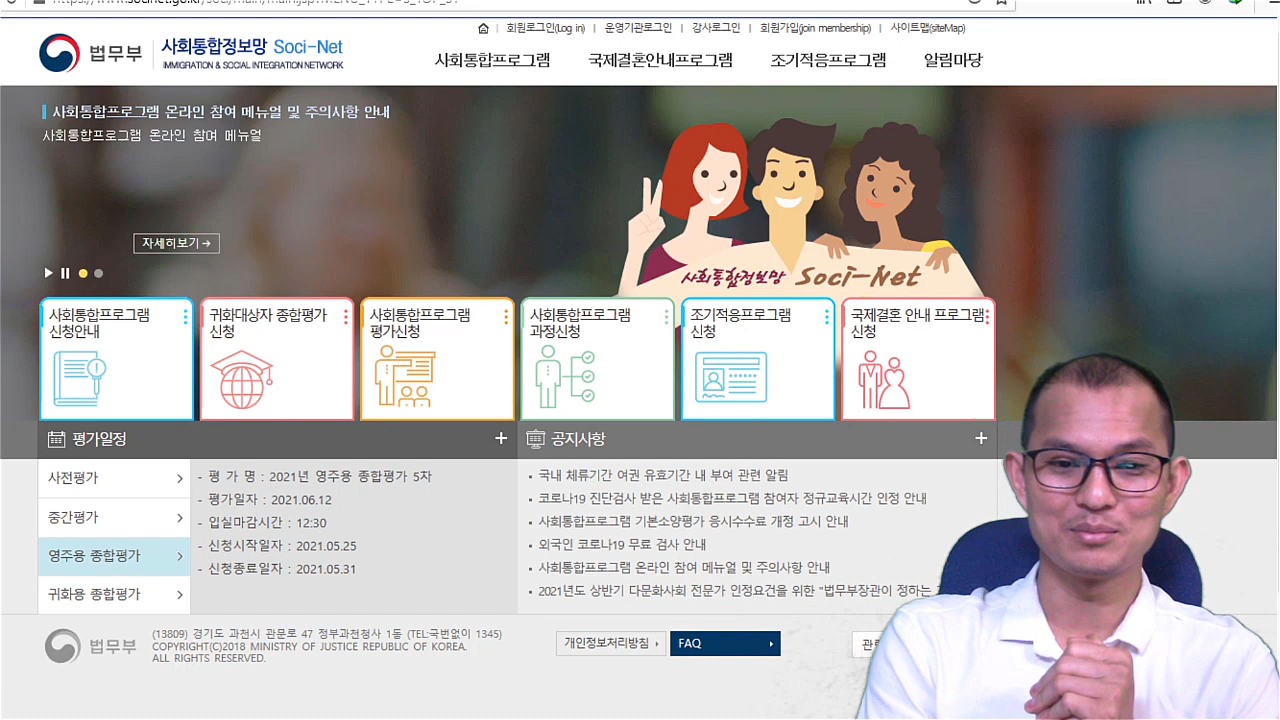 회원로그인(Log in) | 운영기관로그인 | 강사로그인 | 회원가입(join membership) | 사이트맵(siteMap)
법무부
사회통합정보망 Soci-Net
IMMIGRATION & SOCIAL INTEGRATION NETWORK
사회통합프로그램 국제결혼안내프로그램 조기적응프로그램 알림마당
사회통합프로그램 온라인 참여 메뉴얼 및 주의사항 안내
사회통합프로그램 온라인 참여 메뉴얼
자세히보기→
사회통합정보망 Soci-Net
사회통합프로그램
신청안내
귀화대상자 종합평가
신청
사회통합프로그램
평가신청
사회통합프로그램
과정신청
조기적응프로그램
신청
국제결혼 안내 프로그램
신청
평가일정 +
사전평가
중간평가
영주용 종합평가
귀화용 종합평가
- 평 가 명 : 2021년 영주용 종합평가 5차
- 평가일자 : 2021.06.12
- 입실마감시간 : 12:30
- 신청시작일자 : 2021.05.25
- 신청종료일자 : 2021.05.31
공지사항 +
국내 체류기간 여권 유효기간 내 부여 관련 알림
코로나19 진단검사 받은 사회통합프로그램 참여자 정규교육시간 인정 안내
사회통합프로그램 기본소양평가 응시수수료 개정 고시 안내
외국인 코로나19 무료 검사 안내
사회통합프로그램 온라인 참여 메뉴얼 및 주의사항 안내
2021년도 상반기 다문화사회 전문가 인정요건을 위한 "법무부장관이 정하는
법무부
(13809) 경기도 과천시 관문로 47 정부과천청사 1동 (TEL:국번없이 1345)
COPYRIGHT(C)2018 MINISTRY OF JUSTICE REPUBLIC OF KOREA.
ALL RIGHTS RESERVED.
개인정보처리방침
FAQ